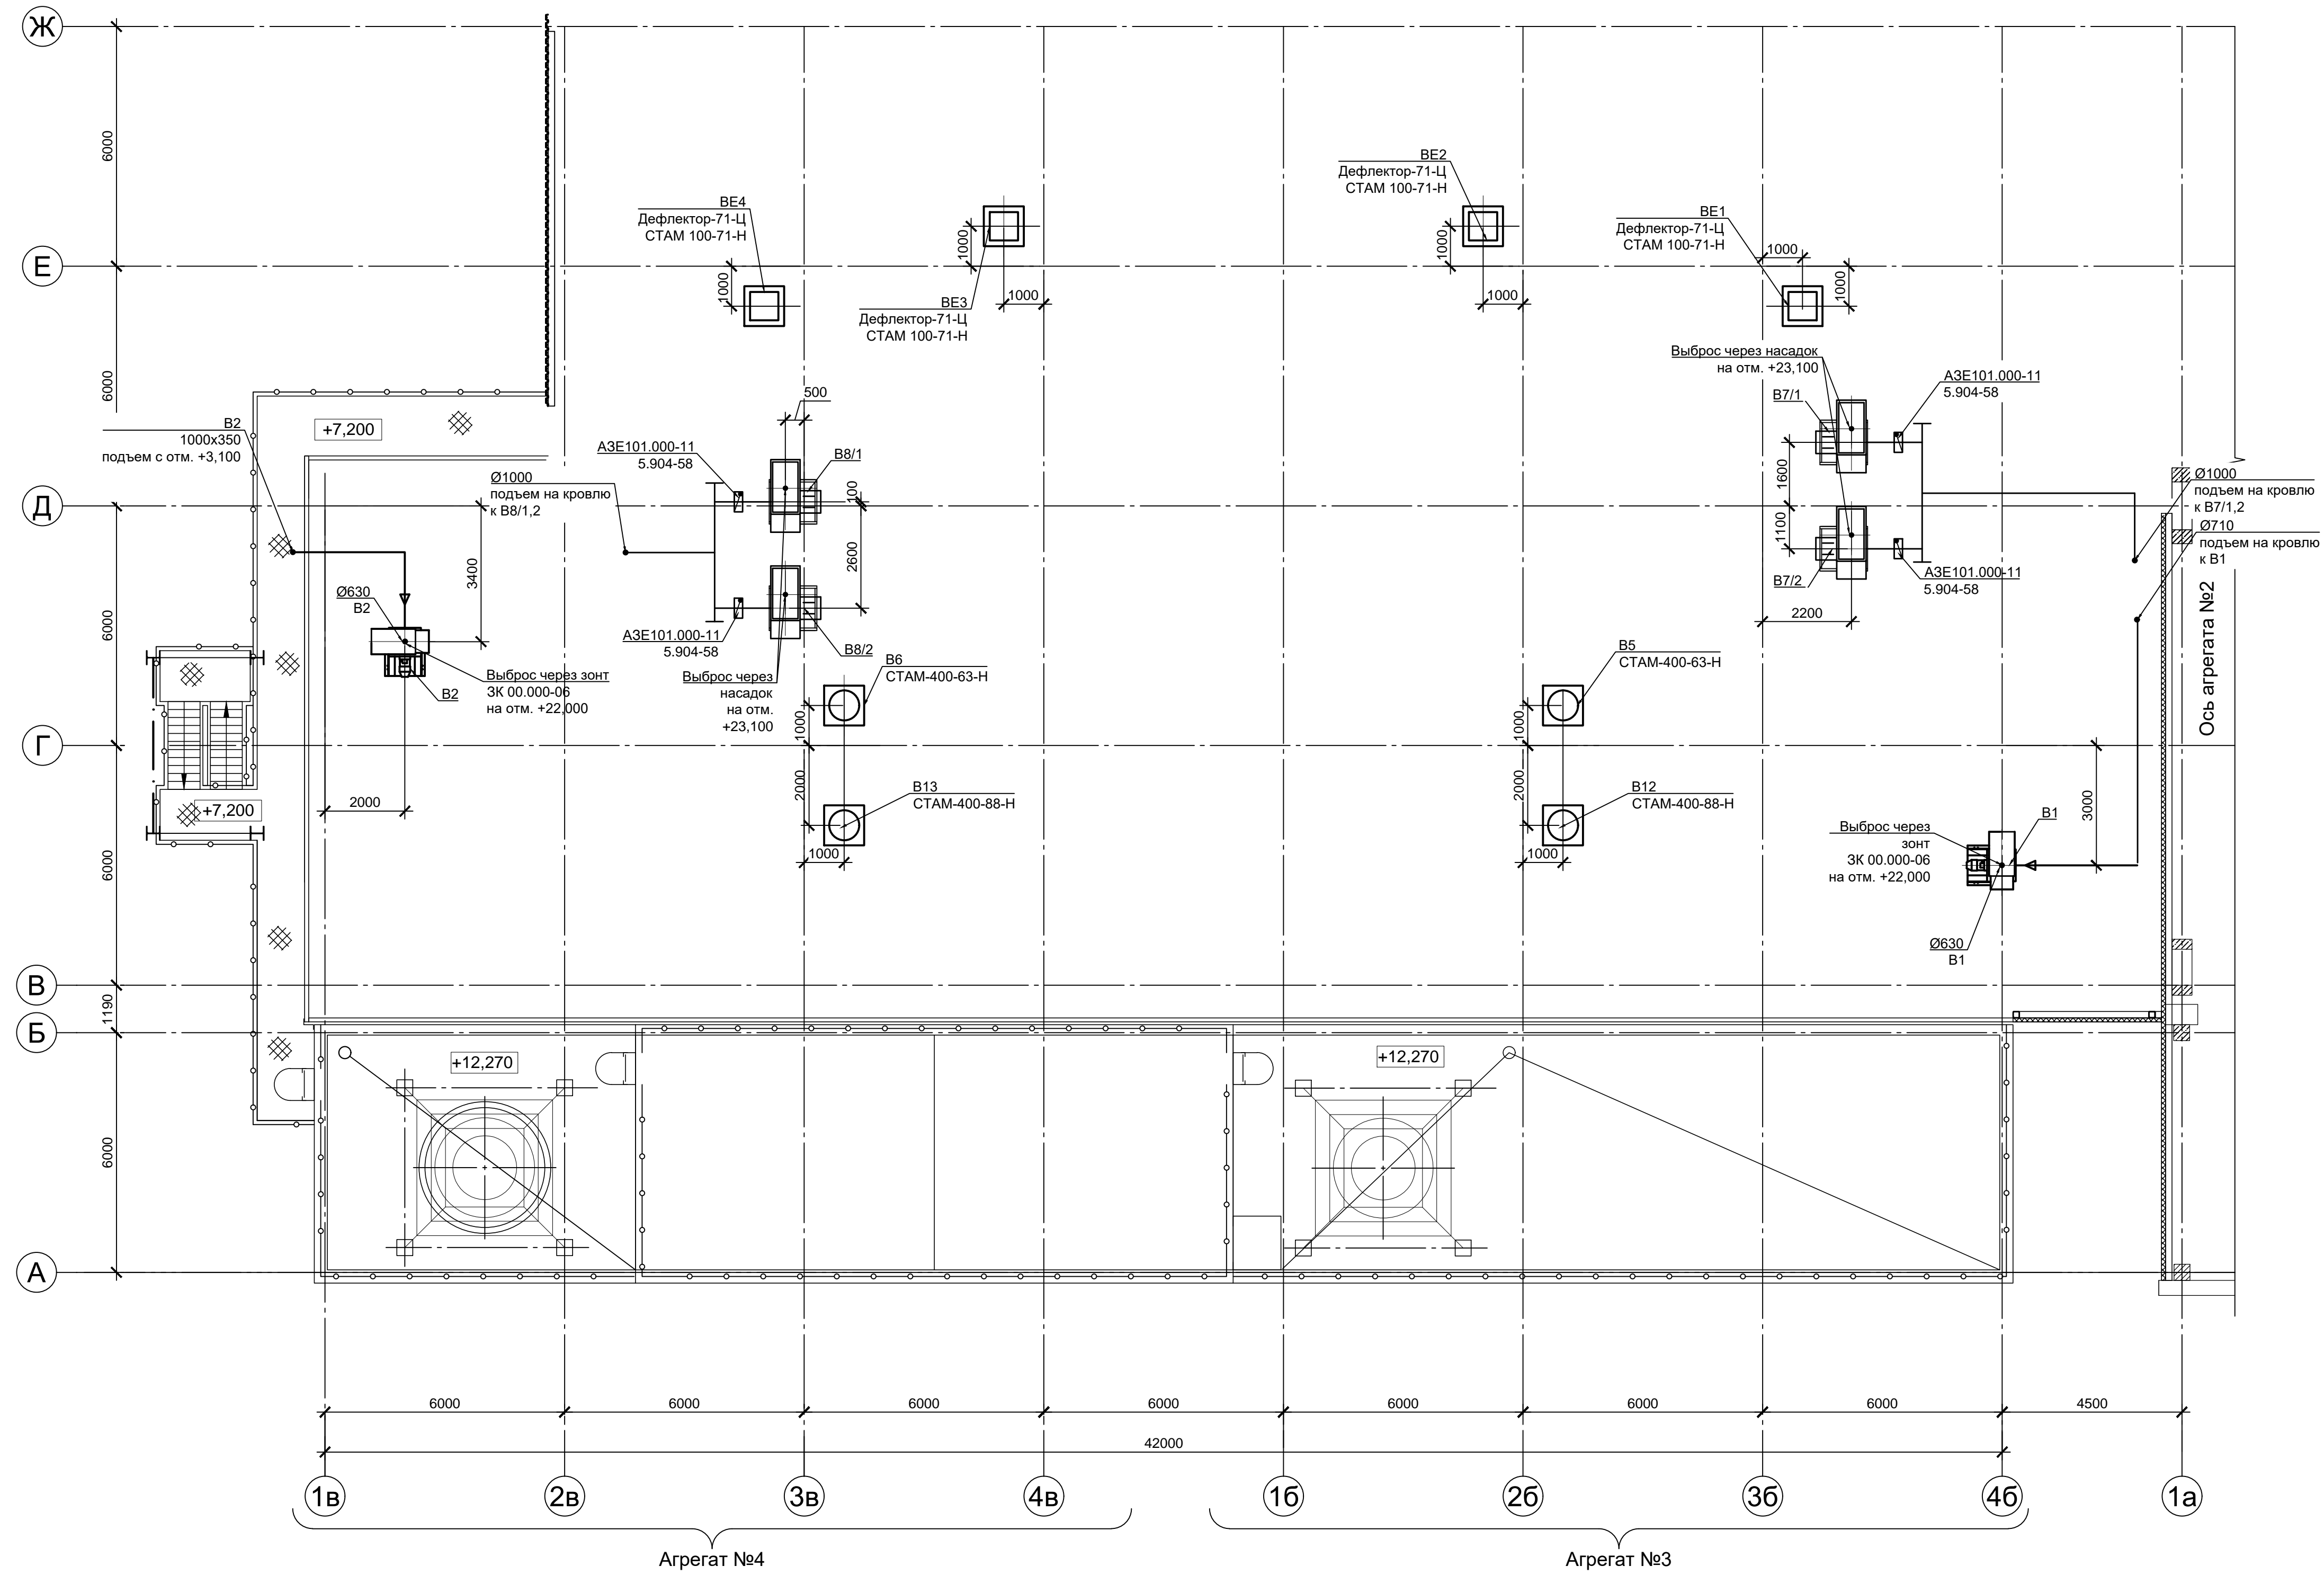 Ж
6000
ВЕ2
Дефлектор-71-Ц
СТАМ 100-71-Н
ВЕ4
Дефлектор-71-Ц
СТАМ 100-71-Н
ВЕ1
Дефлектор-71-Ц
СТАМ 100-71-Н
1000
1000
1000
Е
1000
1000
1000
1000
ВЕ3
Дефлектор-71-Ц
СТАМ 100-71-Н
6000
Выброс через насадок
на отм. +23,100
АЗЕ101.000-11
5.904-58
В7/1
500
В2
1000х350
подъем с отм. +3,100
+7,200
АЗЕ101.000-11
5.904-58
В8/1
Ø1000
подъем на кровлю
к В8/1,2
100
1600
Ø1000
подъем на кровлю
к В7/1,2
Д
Ø710
подъем на кровлю
к В1
1100
2600
3400
АЗЕ101.000-11
5.904-58
В7/2
Ø630
В2
6000
2200
АЗЕ101.000-11
5.904-58
В8/2
Ось агрегата №2
Выброс через зонт
ЗК 00.000-06
на отм. +22,000
В2
Выброс через
насадок
на отм.
+23,100
В6
СТАМ-400-63-Н
В5
СТАМ-400-63-Н
1000
1000
Г
2000
2000
2000
+7,200
В13
СТАМ-400-88-Н
В12
СТАМ-400-88-Н
3000
В1
Выброс через
зонт
ЗК 00.000-06
на отм. +22,000
1000
1000
6000
Ø630
В1
В
1190
Б
+12,270
+12,270
6000
А
6000
6000
6000
6000
6000
6000
6000
4500
42000
1в
2в
3в
4в
1б
2б
3б
4б
1а
Агрегат №4
Агрегат №3